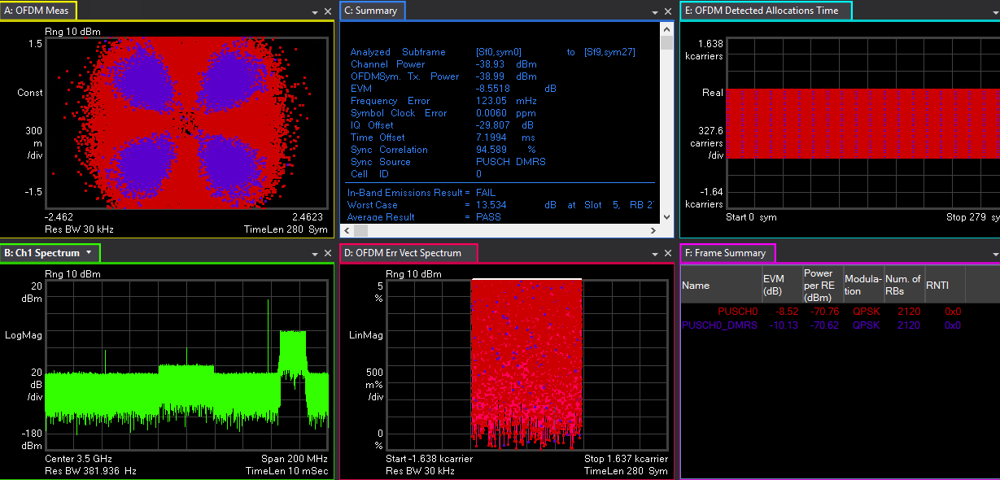 A: OFDM Meas
Rng 10 dBm
1.5
Const
300
m
/div
-1.5
-2.462
2.4623
Res BW 30 kHz
TimeLen 280 Sym
C: Summary
Analyzed Subframe [Sf0,sym0] to [Sf9,sym27]
Channel Power -38.93 dBm
OFDMSym. Tx. Power -38.99 dBm
EVM -8.5518 dB
Frequency Error 123.05 mHz
Symbol Clock Error 0.0060 ppm
IQ Offset -29.807 dB
Time Offset 7.1994 ms
Sync Correlation 94.589 %
Sync Source PUSCH DMRS
Cell ID 0
In-Band Emissions Result = FAIL
Worst Case = 13.534 dB at Slot 5, RB
Average Result = PASS
E: OFDM Detected Allocations Time
1.638
kcarriers
Real
327.6
carriers
/div
-1.64
kcarriers
Start 0 sym
Stop 279 sy
B: Ch1 Spectrum
Rng 10 dBm
20
dBm
LogMag
20
dB
/div
-180
dBm
Center 3.5 GHz
Span 200 MHz
Res BW 381.936 Hz
TimeLen 10 mSec
D: OFDM Err Vect Spectrum
Rng 10 dBm
5
%
LinMag
500
m%
/div
0
%
Start -1.638 kcarrier
Stop 1.637 kcarrier
Res BW 30 kHz
TimeLen 280 Sym
F: Frame Summary
Name EVM (dB) Power per RE (dBm) Modula-tion Num. of RBs RNTI
PUSCH0 -8.52 -70.76 QPSK 2120 0x0
PUSCH0_DMRS -10.13 -70.62 QPSK 2120 0x0